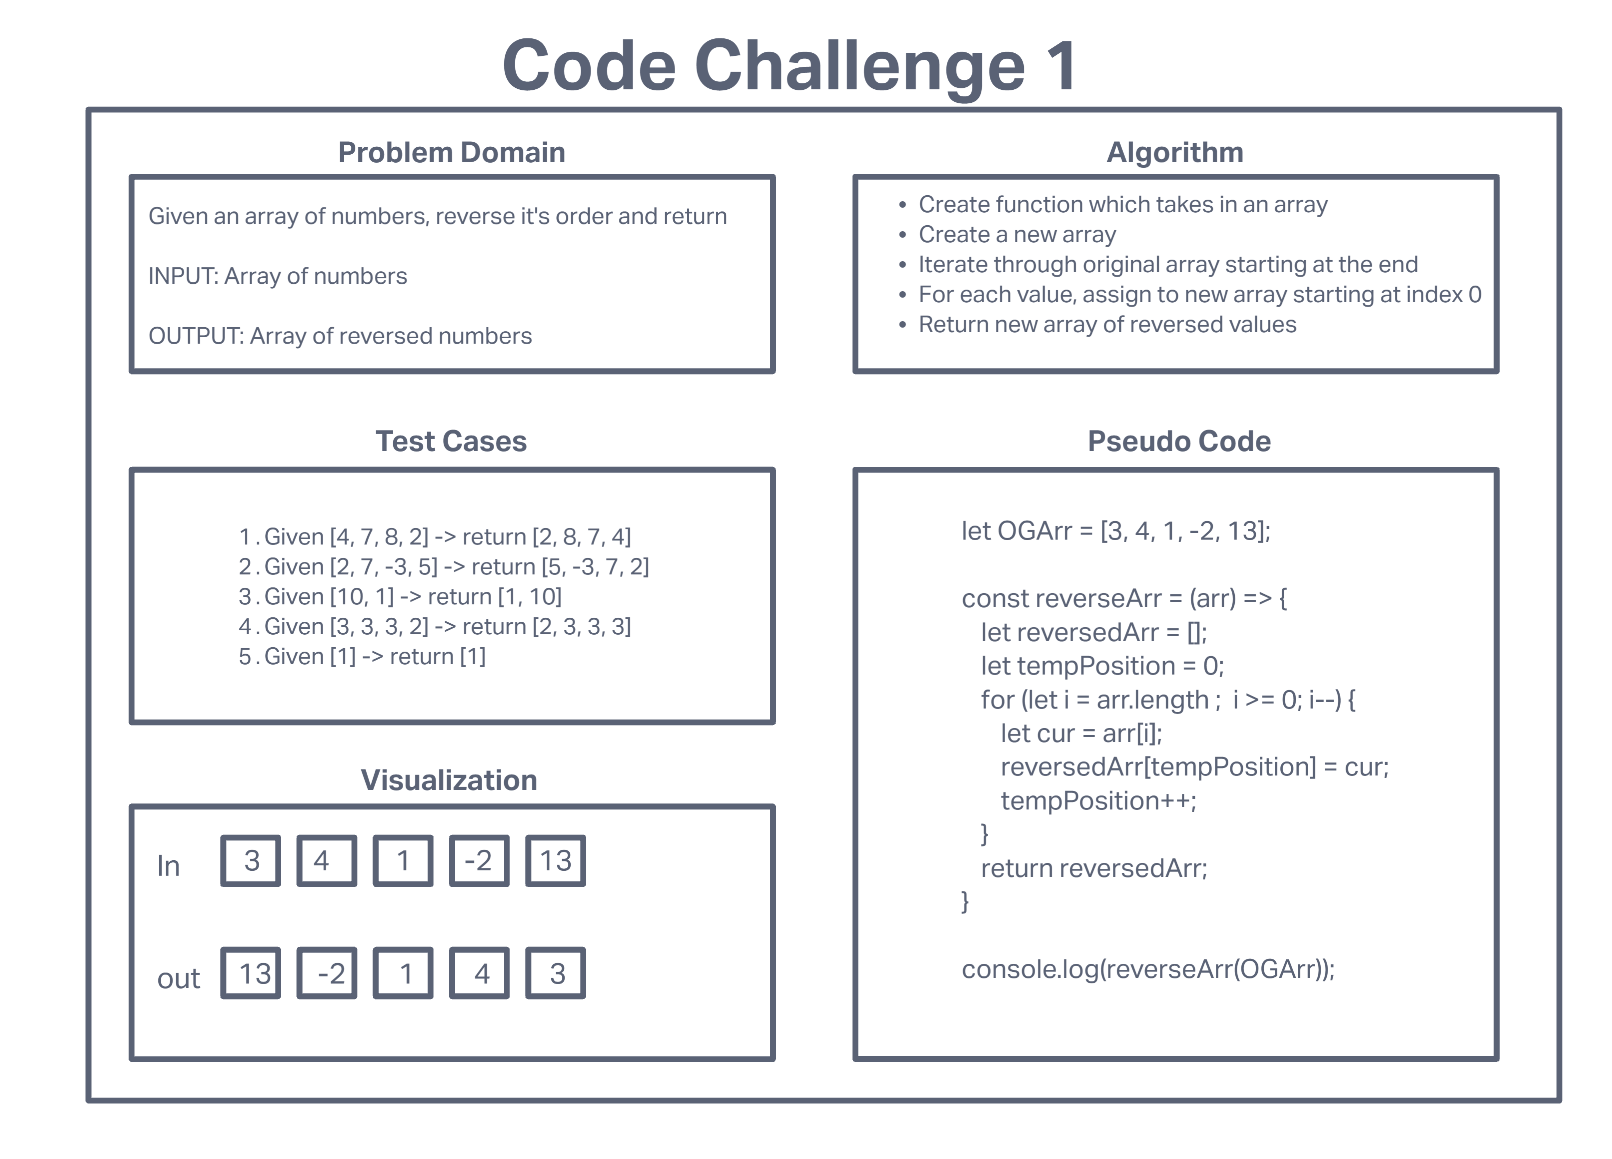 Code Challenge 1
Problem Domain
Given an array of numbers, reverse it's order and return
INPUT: Array of numbers
OUTPUT: Array of reversed numbers
Algorithm
• Create function which takes in an array
• Create a new array
• Iterate through original array starting at the end
• For each value, assign to new array starting at index 0
• Return new array of reversed values
Test Cases
1. Given [4, 7, 8, 2] -> return [2, 8, 7, 4]
2. Given [2, 7, -3, 5] -> return [5, -3, 7, 2]
3. Given [10, 1] -> return [1, 10]
4. Given [3, 3, 3, 2] -> return [2, 3, 3, 3]
5. Given [1] -> return [1]
Visualization
In 3 4 1 -2 13
out 13 -2 1 4 3
Pseudo Code
let OGArr = [3, 4, 1, -2, 13];
const reverseArr = (arr) => {
let reversedArr = [];
let tempPosition = 0;
for (let i = arr.length ;  i >= 0; i--) {
let cur = arr[i];
reversedArr[tempPosition] = cur;
tempPosition++;
}
return reversedArr;
}
console.log(reverseArr(OGArr));